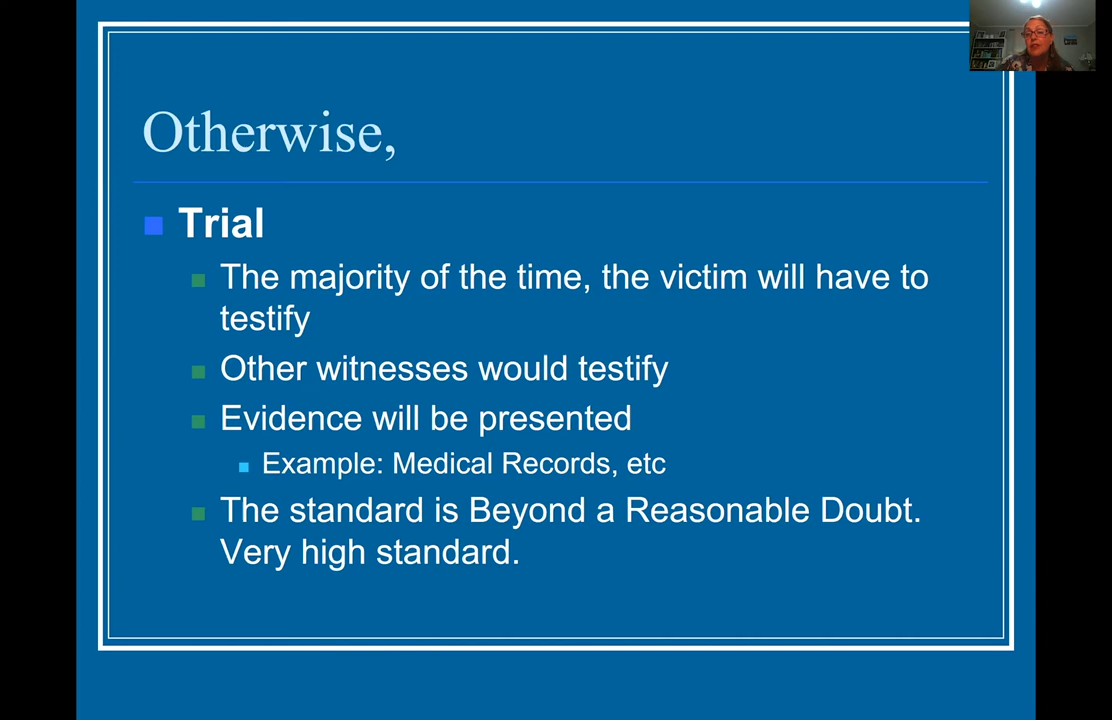 Otherwise,
Trial
The majority of the time, the victim will have to
testify
Other witnesses would testify
Evidence will be presented
Example: Medical Records, etc
The standard is Beyond a Reasonable Doubt.
Very high standard.